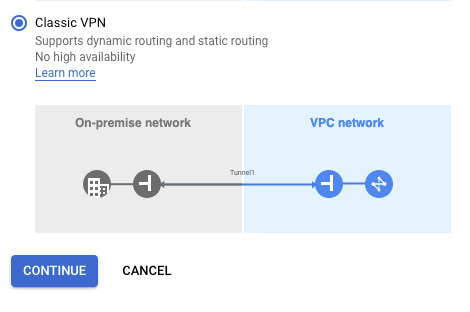 Classic VPN
Supports dynamic routing and static routing
No high availability
Learn more
On-premise network
VPC network
Tunnel1
CONTINUE
CANCEL